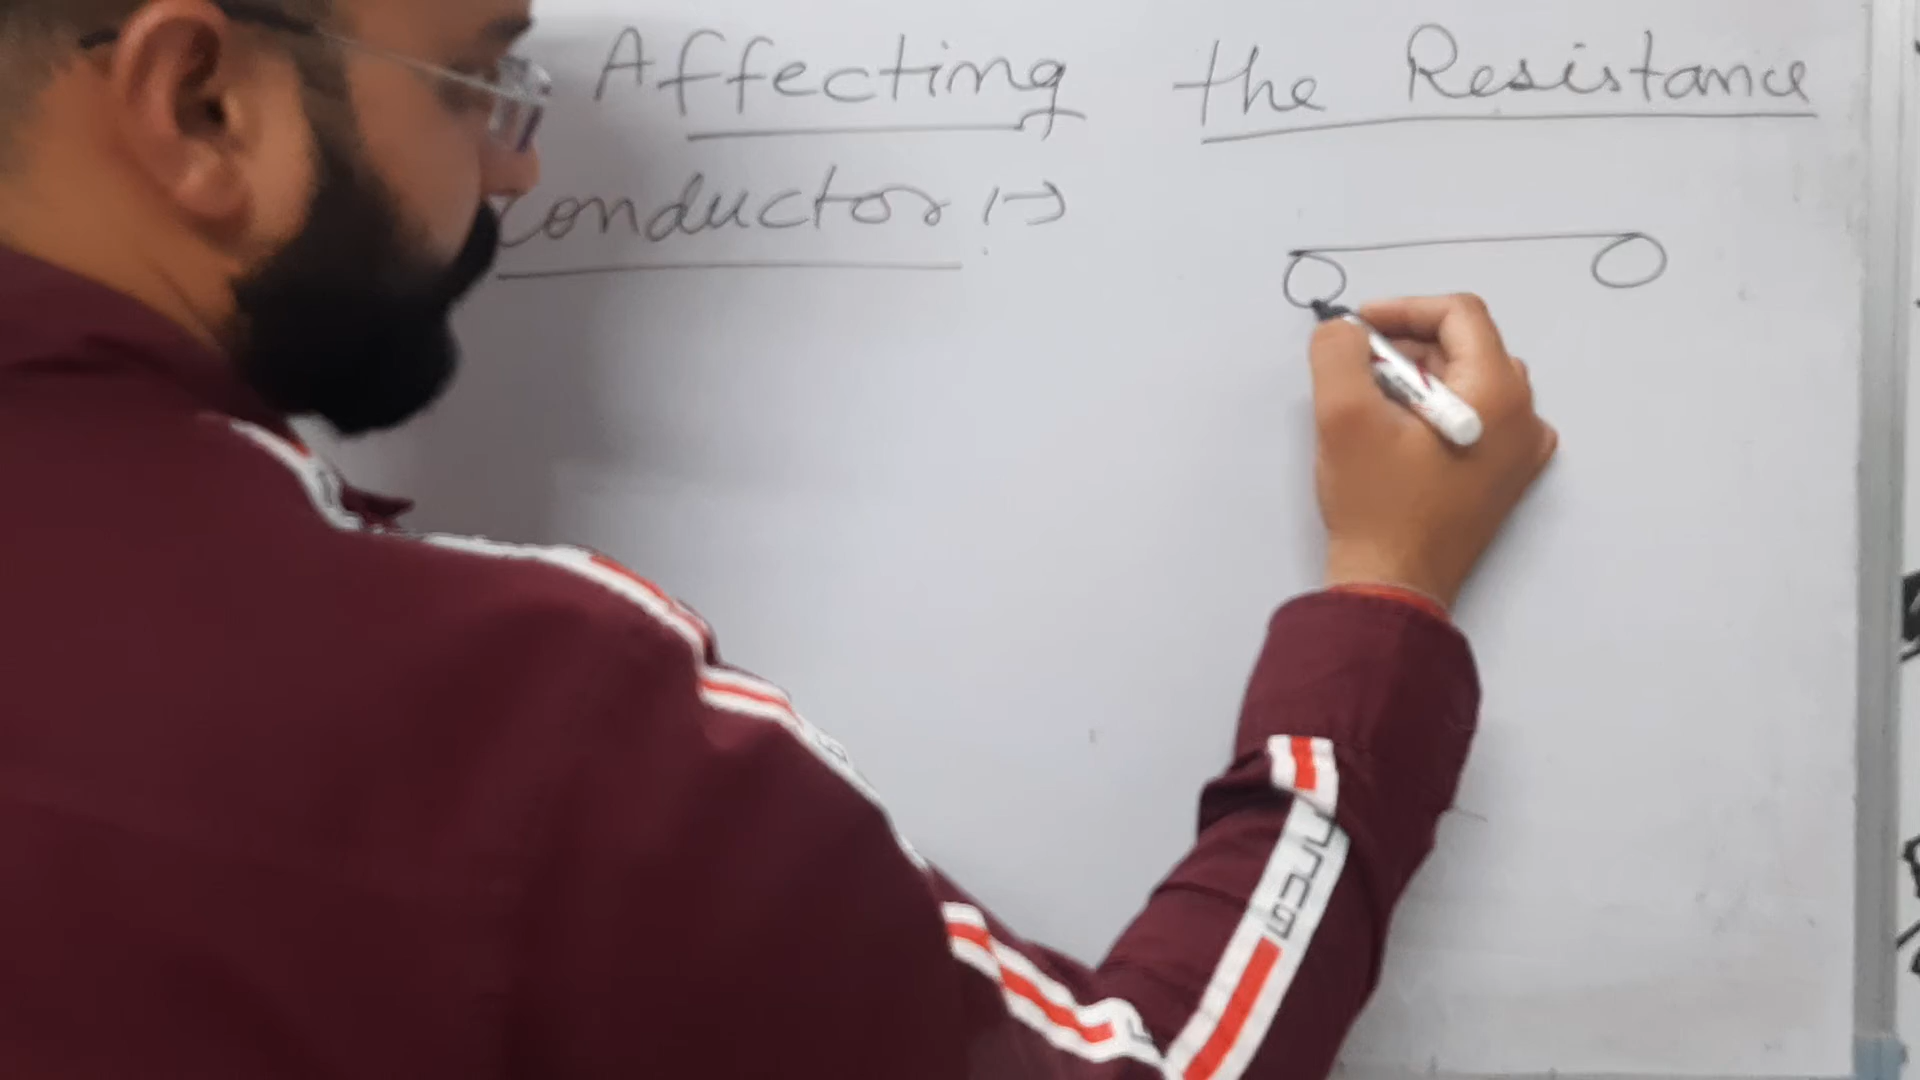 Affecting the Resistance
conductor :->